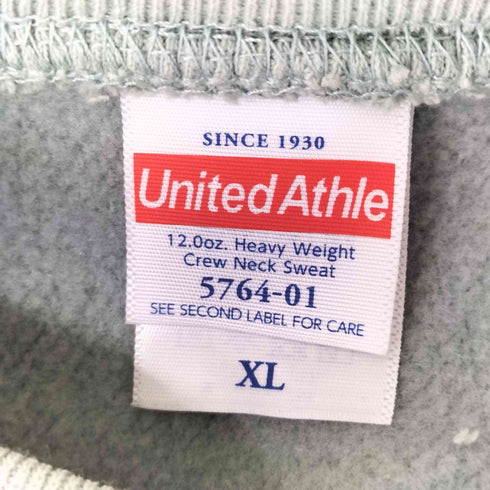 SINCE 1930
United Athle
12.0oz. Heavy Weight
Crew Neck Sweat
5764-01
SEE SECOND LABEL FOR CARE
XL